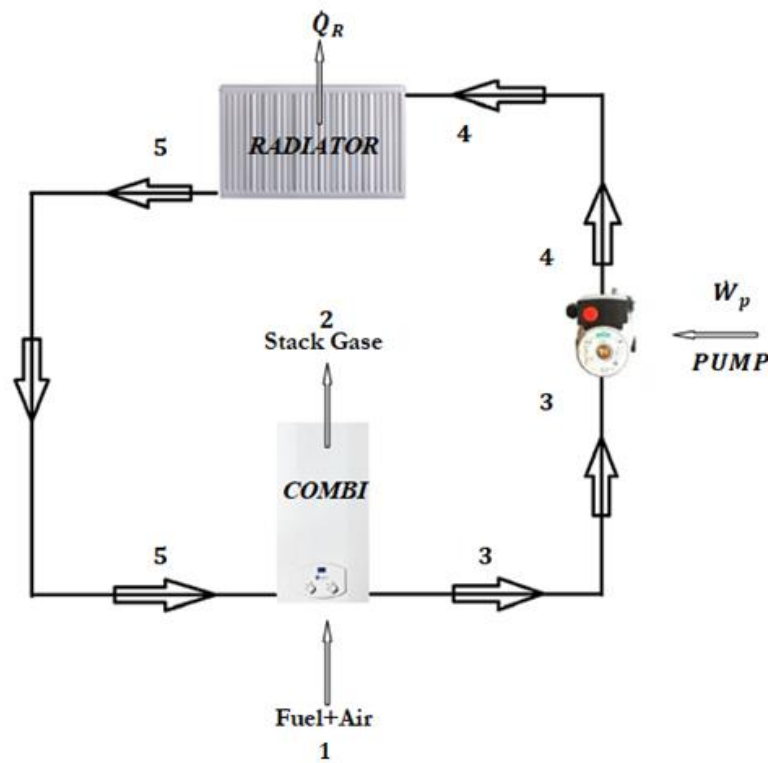 Q̇R
RADIATOR
4
5
4
Ẇp
PUMP
2
Stack Gase
3
COMBI
5
3
Fuel+Air
1